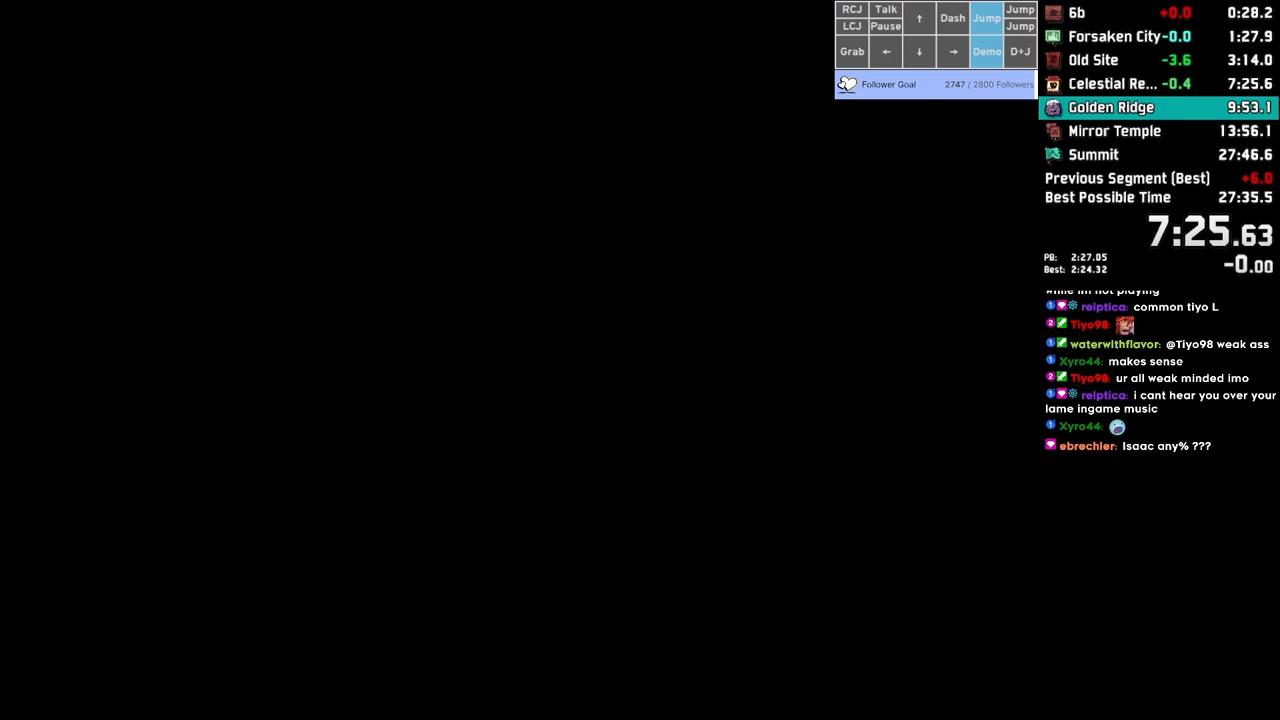 RCJ Talk ↑ Dash Jump Jump
LCJ Pause Jump
Grab ← ↓ → Demo D+J
Follower Goal 2747 / 2800 Followers
6b +0.0 0:28.2
Forsaken City -0.0 1:27.9
Old Site -3.6 3:14.0
Celestial Re... -0.4 7:25.6
Golden Ridge 9:53.1
Mirror Temple 13:56.1
Summit 27:46.6
Previous Segment (Best) +6.0
Best Possible Time 27:35.5
7:25.63
PB: 2:27.05
Best: 2:24.32
-0.00
while im not playing
relptica: common tiyo L
Tiyo98:
waterwithflavor: @Tiyo98 weak ass
Xyro44: makes sense
Tiyo98: ur all weak minded imo
relptica: i cant hear you over your
lame ingame music
Xyro44:
ebrechler: Isaac any% ???